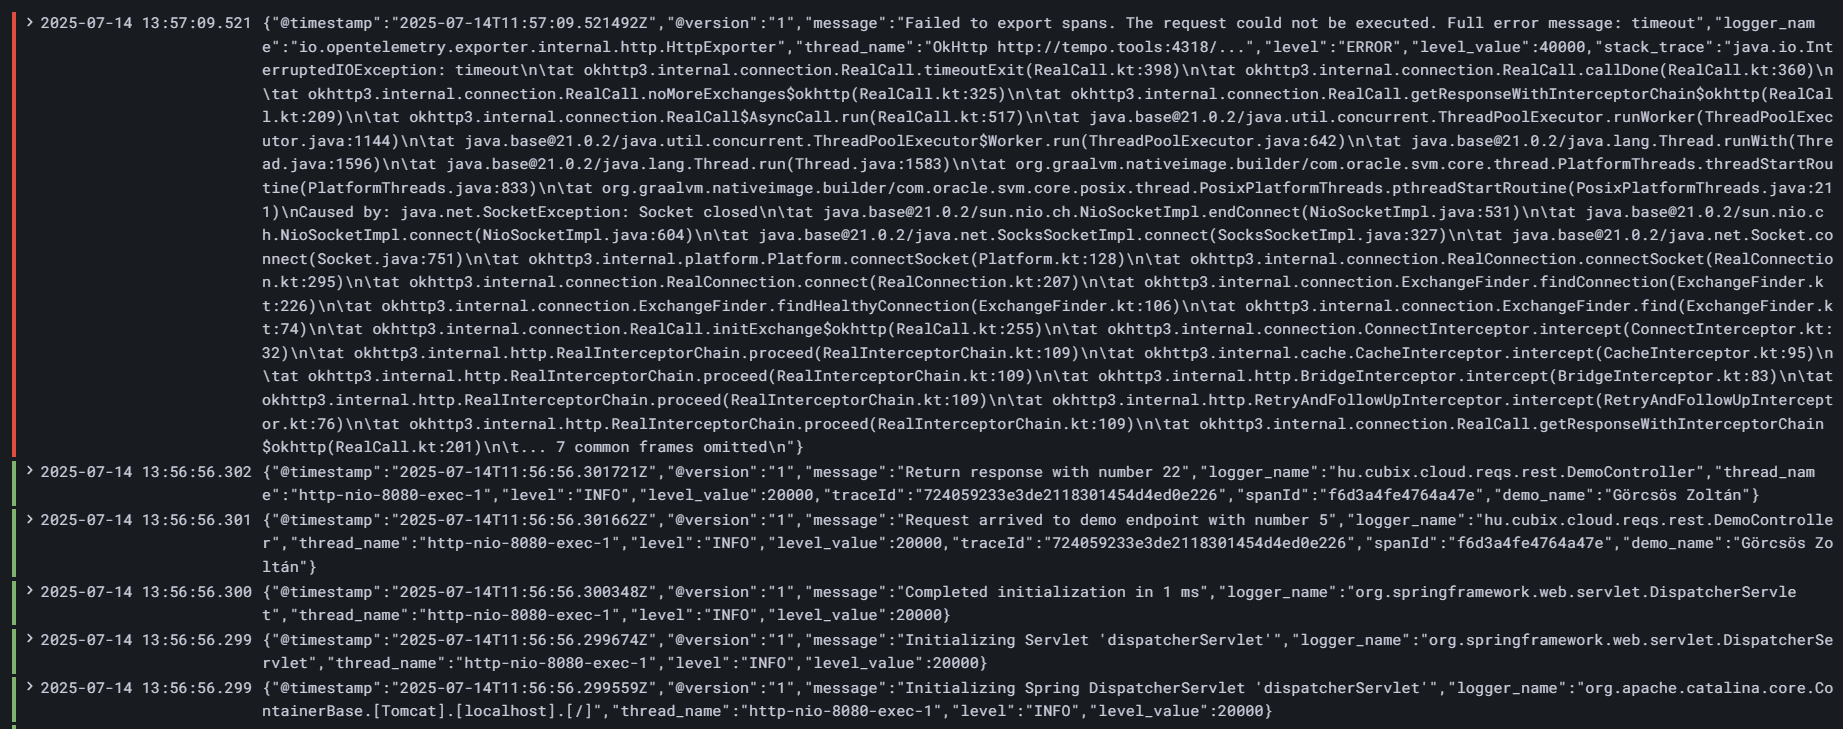 2025-07-14 13:57:09.521 {"@timestamp":"2025-07-14T11:57:09.521492Z","@version":"1","message":"Failed to export spans. The request could not be executed. Full error message: timeout","logger_nam
e":"io.opentelemetry.exporter.internal.http.HttpExporter","thread_name":"OkHttp http://tempo.tools:4318/...","level":"ERROR","level_value":40000,"stack_trace":"java.io.Int
erruptedIOException: timeout\n\tat okhttp3.internal.connection.RealCall.timeoutExit(RealCall.kt:398)\n\tat okhttp3.internal.connection.RealCall.callDone(RealCall.kt:360)\n
\tat okhttp3.internal.connection.RealCall.noMoreExchanges$okhttp(RealCall.kt:325)\n\tat okhttp3.internal.connection.RealCall.getResponseWithInterceptorChain$okhttp(RealCal
l.kt:209)\n\tat okhttp3.internal.connection.RealCall$AsyncCall.run(RealCall.kt:517)\n\tat java.base@21.0.2/java.util.concurrent.ThreadPoolExecutor.runWorker(ThreadPoolExec
utor.java:1144)\n\tat java.base@21.0.2/java.util.concurrent.ThreadPoolExecutor$Worker.run(ThreadPoolExecutor.java:642)\n\tat java.base@21.0.2/java.lang.Thread.runWith(Thre
ad.java:1596)\n\tat java.base@21.0.2/java.lang.Thread.run(Thread.java:1583)\n\tat org.graalvm.nativeimage.builder/com.oracle.svm.core.thread.PlatformThreads.threadStartRou
tine(PlatformThreads.java:833)\n\tat org.graalvm.nativeimage.builder/com.oracle.svm.core.posix.thread.PosixPlatformThreads.pthreadStartRoutine(PosixPlatformThreads.java:21
1)\nCaused by: java.net.SocketException: Socket closed\n\tat java.base@21.0.2/sun.nio.ch.NioSocketImpl.endConnect(NioSocketImpl.java:531)\n\tat java.base@21.0.2/sun.nio.c
h.NioSocketImpl.connect(NioSocketImpl.java:604)\n\tat java.base@21.0.2/java.net.SocksSocketImpl.connect(SocksSocketImpl.java:327)\n\tat java.base@21.0.2/java.net.Socket.co
nnect(Socket.java:751)\n\tat okhttp3.internal.platform.Platform.connectSocket(Platform.kt:128)\n\tat okhttp3.internal.connection.RealConnection.connectSocket(RealConnectio
n.kt:295)\n\tat okhttp3.internal.connection.RealConnection.connect(RealConnection.kt:207)\n\tat okhttp3.internal.connection.ExchangeFinder.findConnection(ExchangeFinder.k
t:226)\n\tat okhttp3.internal.connection.ExchangeFinder.findHealthyConnection(ExchangeFinder.kt:106)\n\tat okhttp3.internal.connection.ExchangeFinder.find(ExchangeFinder.k
t:74)\n\tat okhttp3.internal.connection.RealCall.initExchange$okhttp(RealCall.kt:255)\n\tat okhttp3.internal.connection.ConnectInterceptor.intercept(ConnectInterceptor.kt:
32)\n\tat okhttp3.internal.http.RealInterceptorChain.proceed(RealInterceptorChain.kt:109)\n\tat okhttp3.internal.cache.CacheInterceptor.intercept(CacheInterceptor.kt:95)\n
\tat okhttp3.internal.http.RealInterceptorChain.proceed(RealInterceptorChain.kt:109)\n\tat okhttp3.internal.http.BridgeInterceptor.intercept(BridgeInterceptor.kt:83)\n\tat
okhttp3.internal.http.RealInterceptorChain.proceed(RealInterceptorChain.kt:109)\n\tat okhttp3.internal.http.RetryAndFollowUpInterceptor.intercept(RetryAndFollowUpIntercept
or.kt:76)\n\tat okhttp3.internal.http.RealInterceptorChain.proceed(RealInterceptorChain.kt:109)\n\tat okhttp3.internal.connection.RealCall.getResponseWithInterceptorChain
$okhttp(RealCall.kt:201)\n\t... 7 common frames omitted\n"}
2025-07-14 13:56:56.302 {"@timestamp":"2025-07-14T11:56:56.301721Z","@version":"1","message":"Return response with number 22","logger_name":"hu.cubix.cloud.reqs.rest.DemoController","thread_nam
e":"http-nio-8080-exec-1","level":"INFO","level_value":20000,"traceId":"724059233e3de2118301454d4ed0e226","spanId":"f6d3a4fe4764a47e","demo_name":"Görcsös Zoltán"}
2025-07-14 13:56:56.301 {"@timestamp":"2025-07-14T11:56:56.301662Z","@version":"1","message":"Request arrived to demo endpoint with number 5","logger_name":"hu.cubix.cloud.reqs.rest.DemoControlle
r","thread_name":"http-nio-8080-exec-1","level":"INFO","level_value":20000,"traceId":"724059233e3de2118301454d4ed0e226","spanId":"f6d3a4fe4764a47e","demo_name":"Görcsös Zo
ltán"}
2025-07-14 13:56:56.300 {"@timestamp":"2025-07-14T11:56:56.300348Z","@version":"1","message":"Completed initialization in 1 ms","logger_name":"org.springframework.web.servlet.DispatcherServle
t","thread_name":"http-nio-8080-exec-1","level":"INFO","level_value":20000}
2025-07-14 13:56:56.299 {"@timestamp":"2025-07-14T11:56:56.299674Z","@version":"1","message":"Initializing Servlet 'dispatcherServlet'","logger_name":"org.springframework.web.servlet.DispatcherSe
rvlet","thread_name":"http-nio-8080-exec-1","level":"INFO","level_value":20000}
2025-07-14 13:56:56.299 {"@timestamp":"2025-07-14T11:56:56.299559Z","@version":"1","message":"Initializing Spring DispatcherServlet 'dispatcherServlet'","logger_name":"org.apache.catalina.core.Co
ntainerBase.[Tomcat].[localhost].[/]","thread_name":"http-nio-8080-exec-1","level":"INFO","level_value":20000}